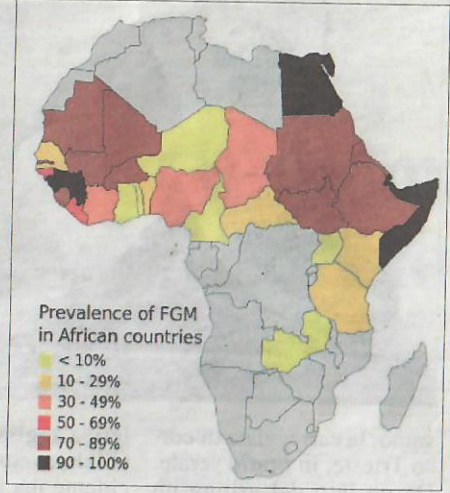 Prevalence of FGM
in African countries
< 10%
10 - 29%
30 - 49%
50 - 69%
70 - 89%
90 - 100%